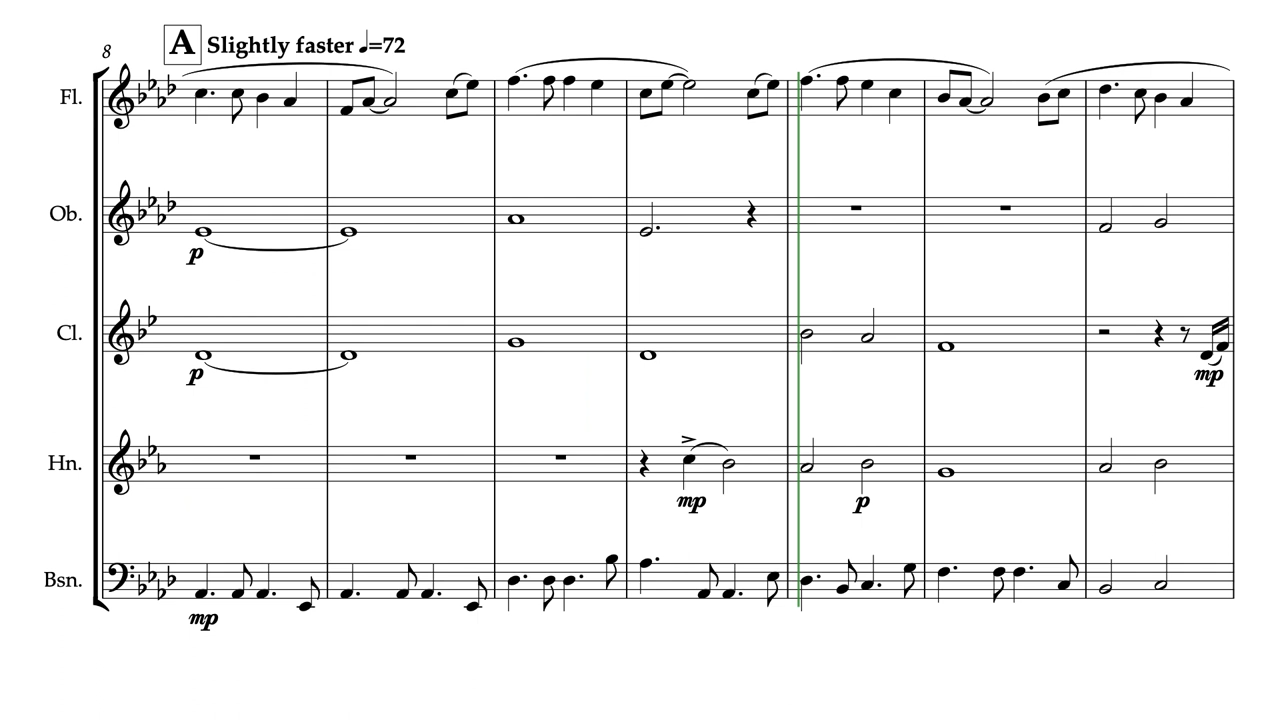 8
A Slightly faster ♩=72
Fl.
Ob.
p
Cl.
p
mp
Hn.
mp
p
Bsn.
mp